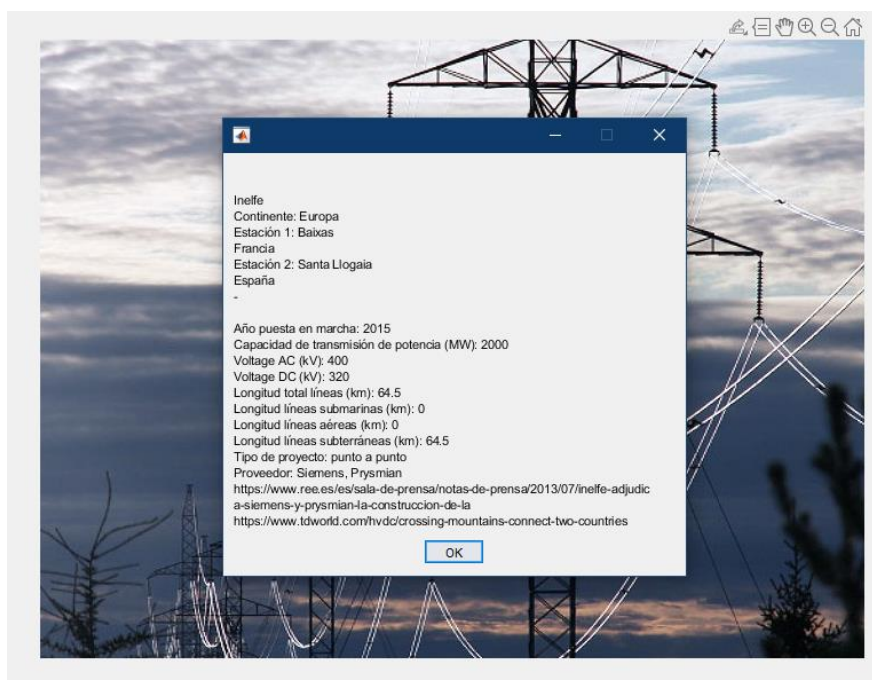 Inelfe
Continente: Europa
Estación 1: Baixas
Francia
Estación 2: Santa Llogaia
España
-
Año puesta en marcha: 2015
Capacidad de transmisión de potencia (MW): 2000
Voltage AC (kV): 400
Voltage DC (kV): 320
Longitud total líneas (km): 64.5
Longitud líneas submarinas (km): 0
Longitud líneas aéreas (km): 0
Longitud líneas subterráneas (km): 64.5
Tipo de proyecto: punto a punto
Proveedor: Siemens, Prysmian
https://www.ree.es/es/sala-de-prensa/notas-de-prensa/2013/07/inelfe-adjudic
a-siemens-y-prysmian-la-construccion-de-la
https://www.tdworld.com/hvdc/crossing-mountains-connect-two-countries
OK